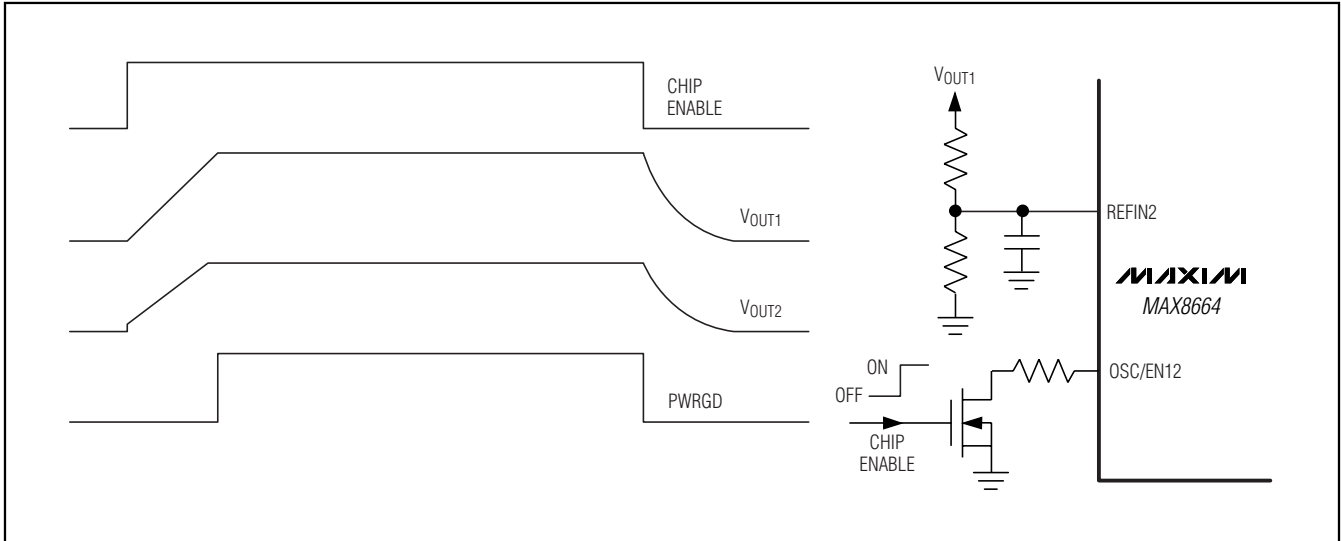 CHIP
ENABLE
VOUT1
VOUT2
PWRGD
VOUT1
REFIN2
MAXIM
MAX8664
OSC/EN12
ON
OFF
CHIP
ENABLE